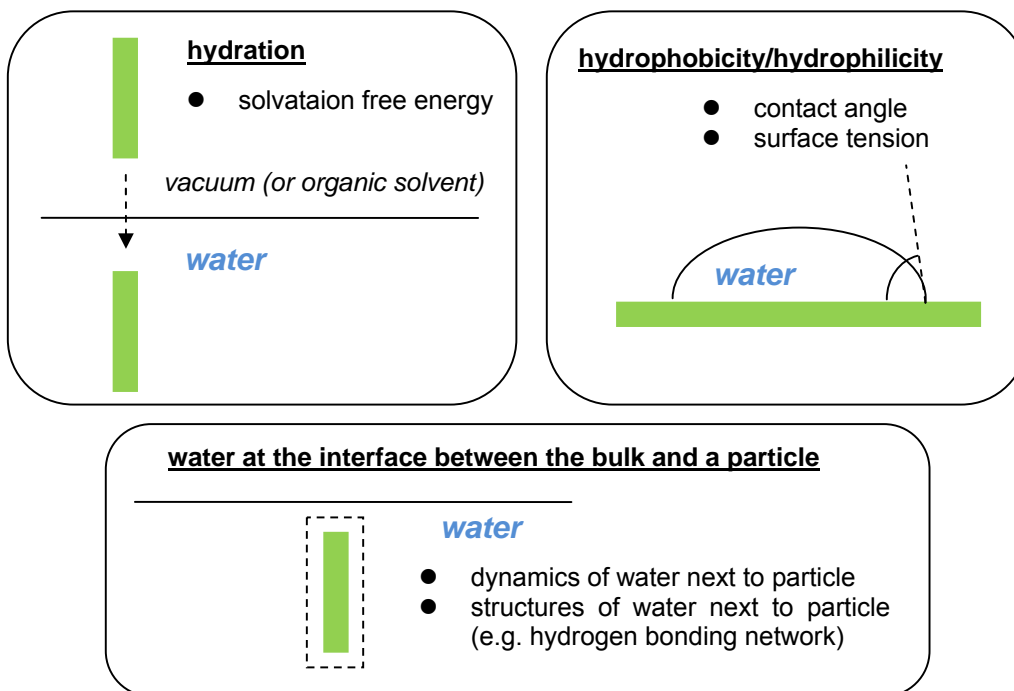 hydration
● solvataion free energy
vacuum (or organic solvent)
water
hydrophobicity/hydrophilicity
● contact angle
● surface tension
water
water at the interface between the bulk and a particle
water
● dynamics of water next to particle
● structures of water next to particle
(e.g. hydrogen bonding network)